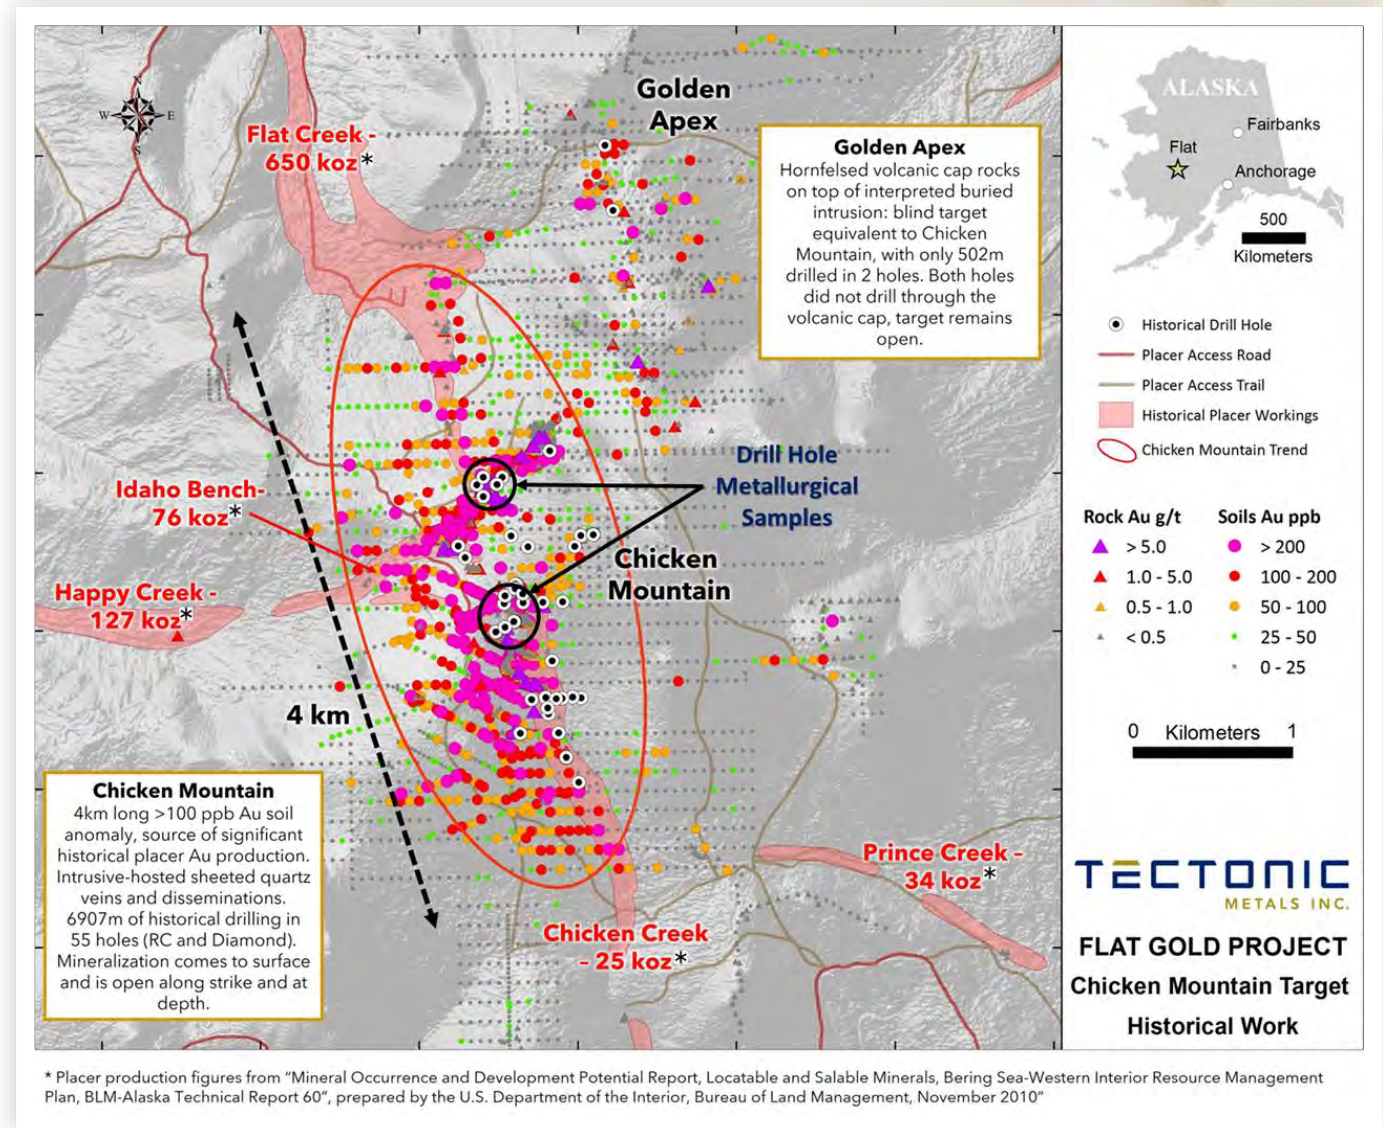 N
W
E
S
Flat Creek -
650 koz*
Golden
Apex
Golden Apex
Hornfelsed volcanic cap rocks
on top of interpreted buried
intrusion: blind target
equivalent to Chicken
Mountain, with only 502m
drilled in 2 holes. Both holes
did not drill through the
volcanic cap, target remains
open.
Drill Hole
Metallurgical
Samples
Idaho Bench-
76 koz*
Chicken
Mountain
Happy Creek -
127 koz*
4 km
Chicken Mountain
4km long >100 ppb Au soil
anomaly, source of significant
historical placer Au production.
Intrusive-hosted sheeted quartz
veins and disseminations.
6907m of historical drilling in
55 holes (RC and Diamond).
Mineralization comes to surface
and is open along strike and at
depth.
Prince Creek -
34 koz*
Chicken Creek
- 25 koz*
ALASKA
Fairbanks
Flat
Anchorage
500
Kilometers
Historical Drill Hole
Placer Access Road
Placer Access Trail
Historical Placer Workings
Chicken Mountain Trend
Rock Au g/t Soils Au ppb
> 5.0 > 200
1.0 - 5.0 100 - 200
0.5 - 1.0 50 - 100
< 0.5 25 - 50
0 - 25
0 Kilometers 1
TECTONIC
METALS INC.
FLAT GOLD PROJECT
Chicken Mountain Target
Historical Work
* Placer production figures from "Mineral Occurrence and Development Potential Report, Locatable and Salable Minerals, Bering Sea-Western Interior Resource Management
Plan, BLM-Alaska Technical Report 60", prepared by the U.S. Department of the Interior, Bureau of Land Management, November 2010"